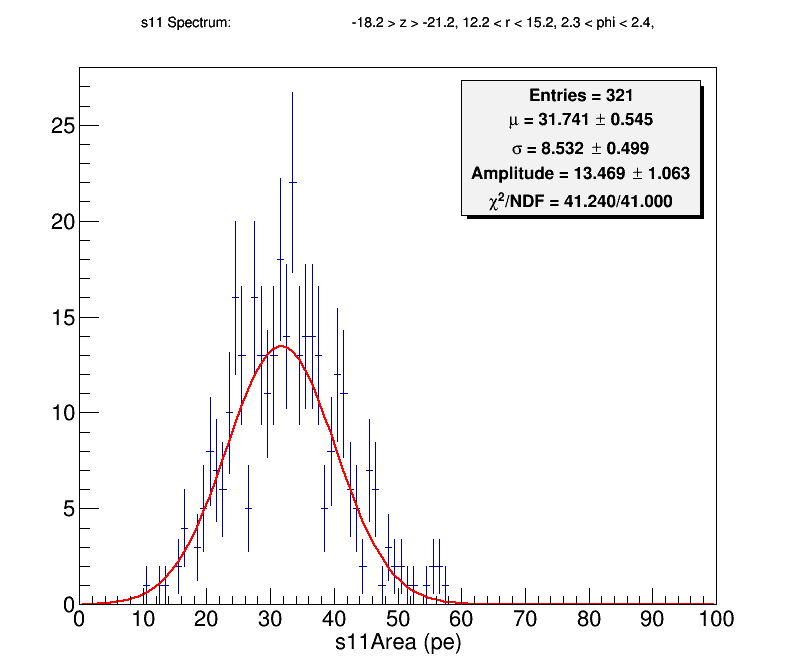 s11 Spectrum: -18.2 > z > -21.2, 12.2 < r < 15.2, 2.3 < phi < 2.4,
Entries = 321
μ = 31.741 ± 0.545
σ = 8.532 ± 0.499
Amplitude = 13.469 ± 1.063
χ²/NDF = 41.240/41.000
25
20
15
10
5
0
0 10 20 30 40 50 60 70 80 90 100
s11Area (pe)